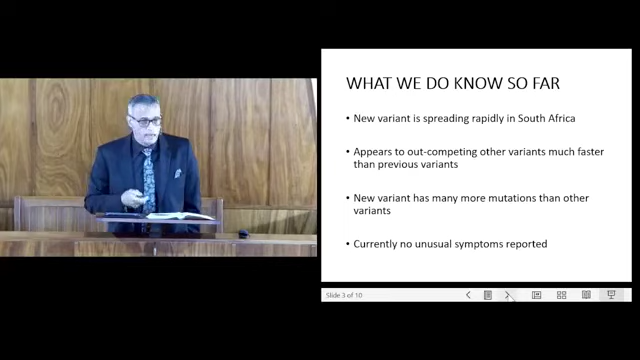 WHAT WE DO KNOW SO FAR
• New variant is spreading rapidly in South Africa
• Appears to out-competing other variants much faster
than previous variants
• New variant has many more mutations than other
variants
• Currently no unusual symptoms reported
Slide 3 of 10